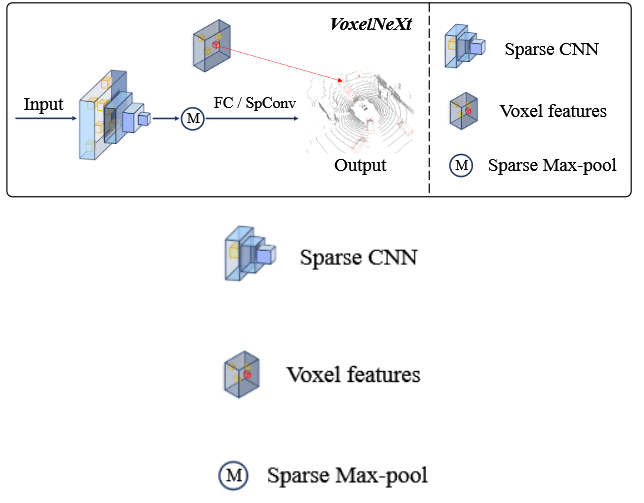 VoxelNeXt
Input
M
FC / SpConv
Output
Sparse CNN
Voxel features
M Sparse Max-pool
Sparse CNN
Voxel features
M Sparse Max-pool